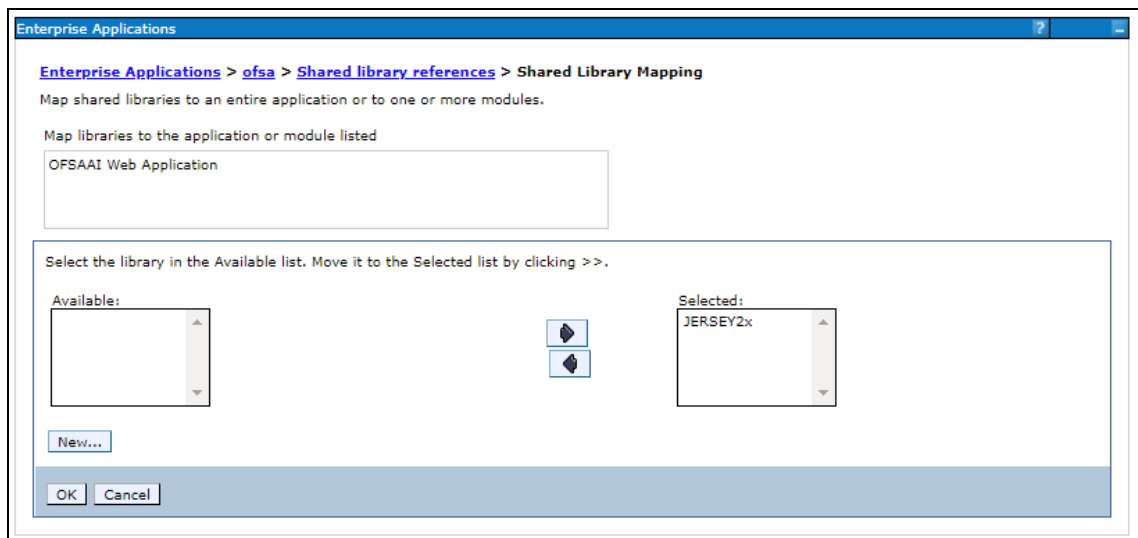 Enterprise Applications ?
Enterprise Applications > ofsa > Shared library references > Shared Library Mapping
Map shared libraries to an entire application or to one or more modules.
Map libraries to the application or module listed
OFSAAI Web Application
Select the library in the Available list. Move it to the Selected list by clicking >>.
Available: Selected:
JERSEY2x
New...
OK Cancel